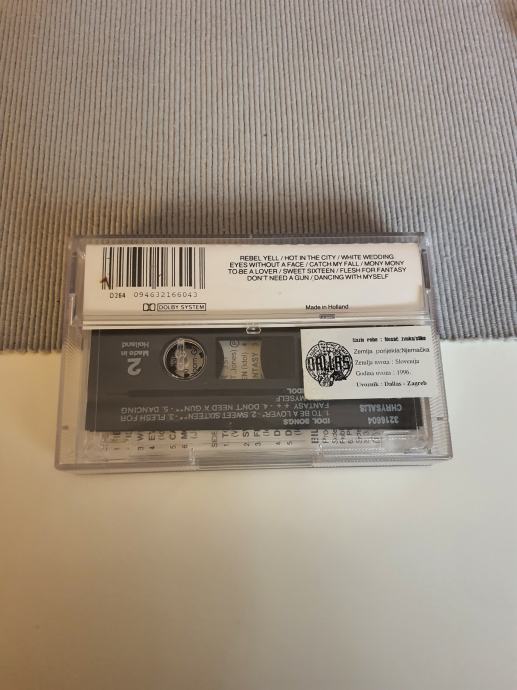 REBEL YELL / HOT IN THE CITY / WHITE WEDDING
EYES WITHOUT A FACE / CATCH MY FALL / MONY MONY
TO BE A LOVER / SWEET SIXTEEN / FLESH FOR FANTASY
DON'T NEED A GUN / DANCING WITH MYSELF
D264 094632166043
DOLBY SYSTEM
Made in Holland
DALLAS
Zemlja porijekla:Njemačka
Zemlja uvoza : Slovenija
Godina uvoza : 1996.
Uvoznik : Dallas - Zagreb
2
Made in
Holland
3216604
CHRYSALIS
IDOL SONGS
1. TO BE A LOVER
2. SWEET SIXTEEN
3. FLESH FOR
FANTASY
4. DON'T NEED A GUN
5. DANCING
MYSELF
IDOL